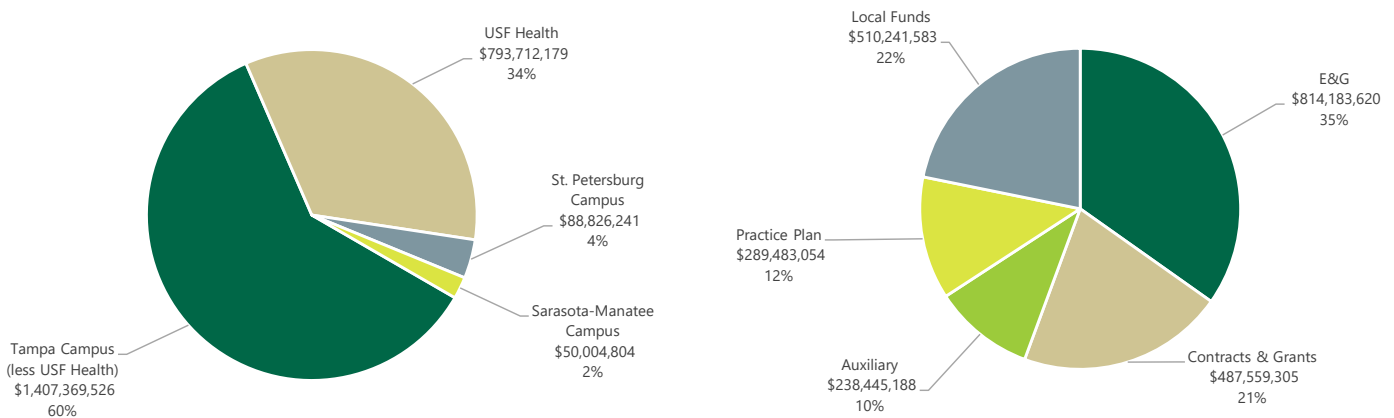 USF Health
$793,712,179
34%
St. Petersburg
Campus
$88,826,241
4%
Sarasota-Manatee
Campus
$50,004,804
2%
Tampa Campus
(less USF Health)
$1,407,369,526
60%
Local Funds
$510,241,583
22%
E&G
$814,183,620
35%
Practice Plan
$289,483,054
12%
Auxiliary
$238,445,188
10%
Contracts & Grants
$487,559,305
21%